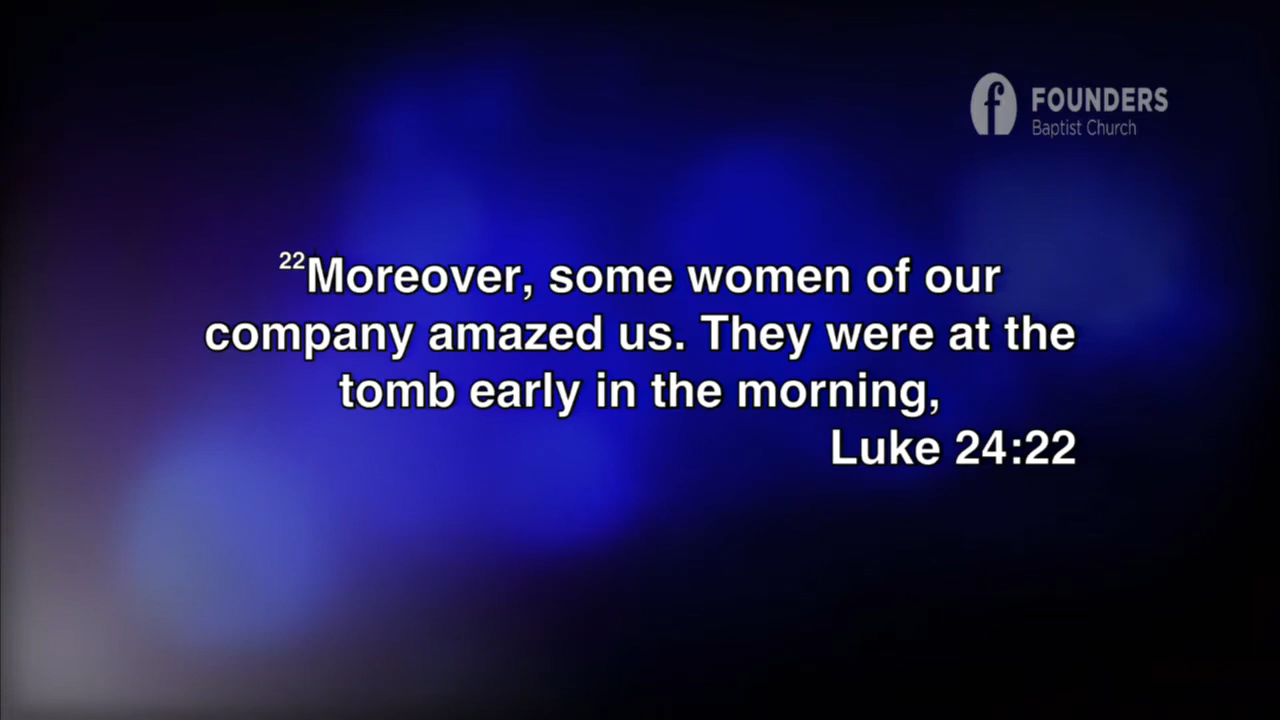 FOUNDERS
Baptist Church
22Moreover, some women of our
company amazed us. They were at the
tomb early in the morning,
Luke 24:22